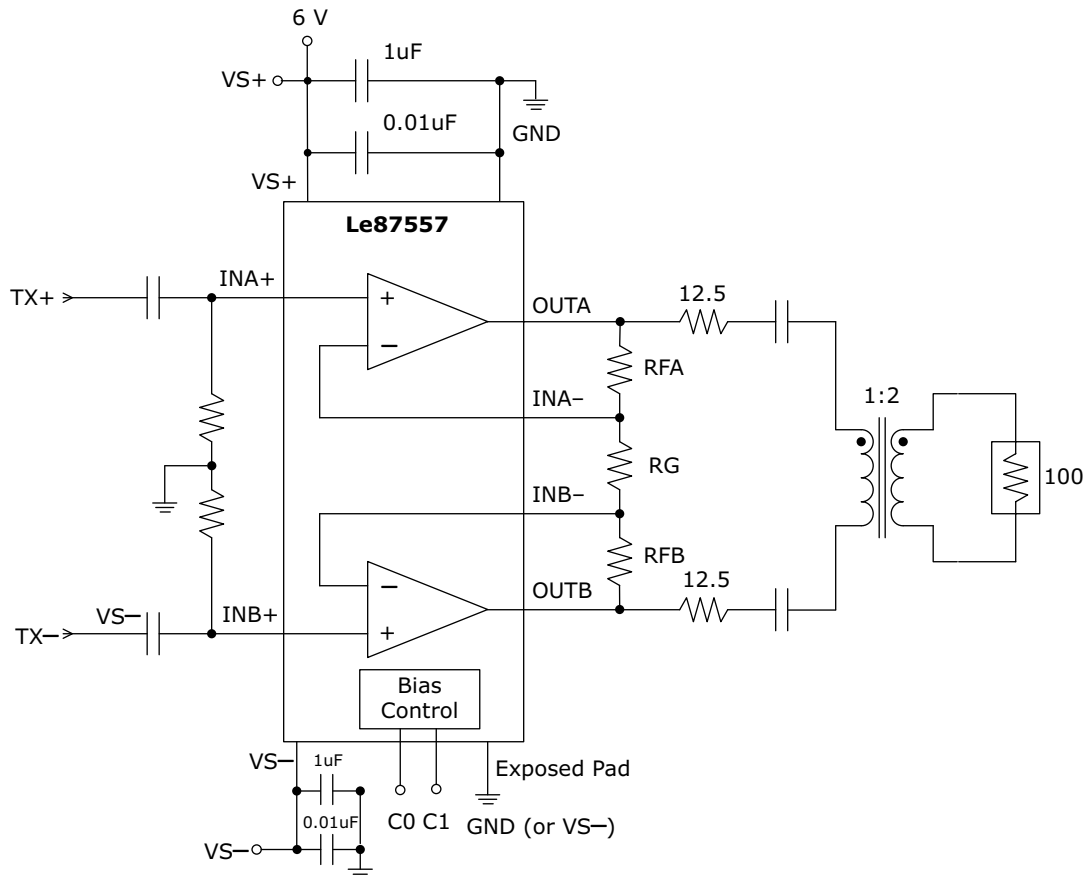 6 V
1uF
VS+
0.01uF
GND
VS+
Le87557
INA+
TX+
+
−
OUTA
12.5
RFA
INA−
1:2
RG
100
INB−
RFB
−
12.5
OUTB
VS−
INB+
TX−
+
Bias
Control
VS−
1uF
Exposed Pad
0.01uF
C0 C1
GND (or VS−)
VS−